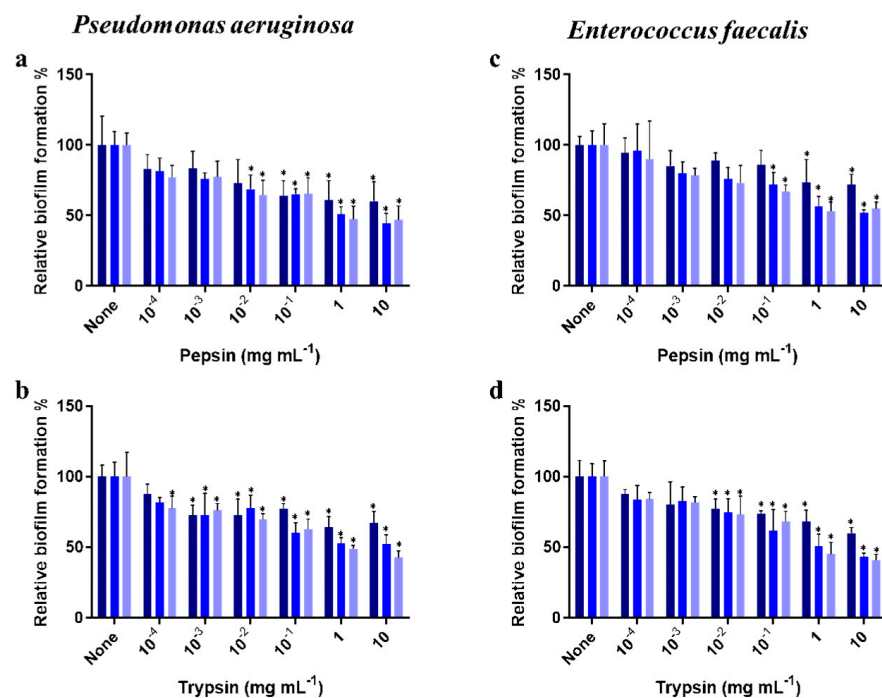 Pseudomonas aeruginosa
Enterococcus faecalis
a
Relative biofilm formation %
150
100
50
0
None 10⁻⁴ 10⁻³ 10⁻² 10⁻¹ 1 10
Pepsin (mg mL⁻¹)
* * * * * * * * * * *
c
Relative biofilm formation %
150
100
50
0
None 10⁻⁴ 10⁻³ 10⁻² 10⁻¹ 1 10
Pepsin (mg mL⁻¹)
* * * * * * * *
b
Relative biofilm formation %
150
100
50
0
None 10⁻⁴ 10⁻³ 10⁻² 10⁻¹ 1 10
Trypsin (mg mL⁻¹)
* * * * * * * * * * * * * * * *
d
Relative biofilm formation %
150
100
50
0
None 10⁻⁴ 10⁻³ 10⁻² 10⁻¹ 1 10
Trypsin (mg mL⁻¹)
* * * * * * * * * * * *